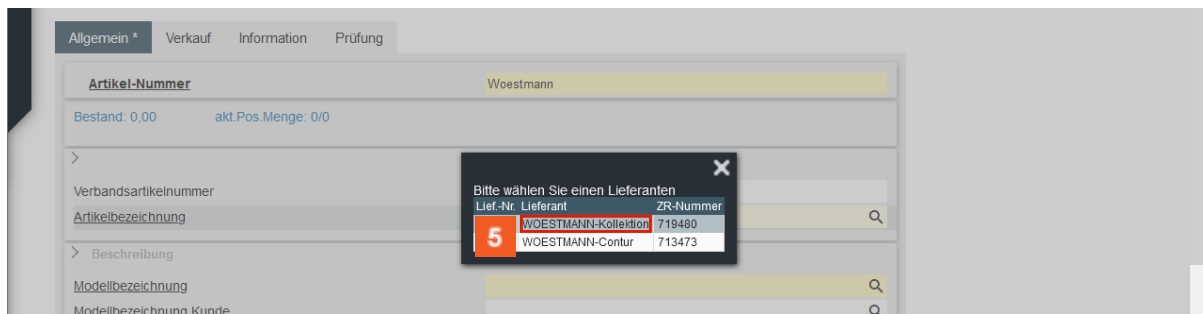 Allgemein * Verkauf Information Prüfung
Artikel-Nummer Woestmann
Bestand: 0,00 akt.Pos.Menge: 0/0
Verbandsartikelnummer
Artikelbezeichnung
Bitte wählen Sie einen Lieferanten
Lief.-Nr. Lieferant ZR-Nummer
5
WOESTMANN-Kollektion 719480
WOESTMANN-Contur 713473
Beschreibung
Modellbezeichnung
Modellbezeichnung Kunde